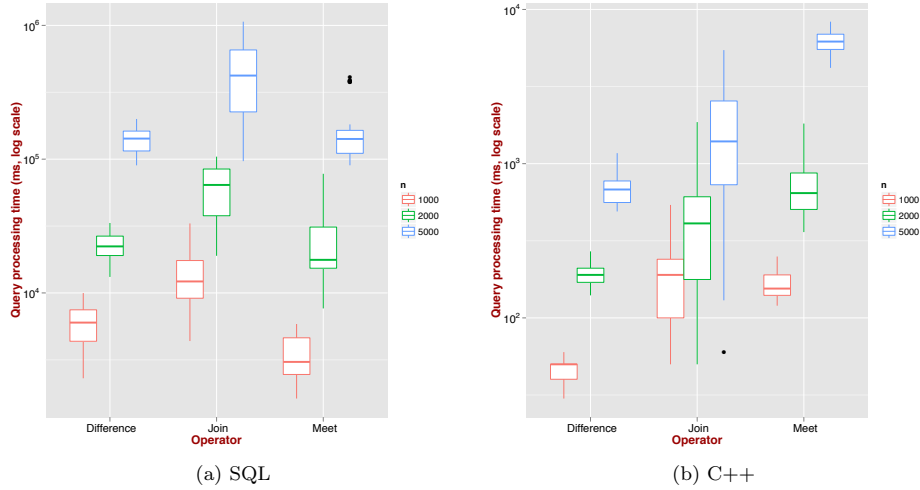 10^6
10^5
10^4
Query processing time (ms, log scale)
Difference
Join
Meet
Operator
n
1000
2000
5000
(a) SQL
10^4
10^3
10^2
Query processing time (ms, log scale)
Difference
Join
Meet
Operator
n
1000
2000
5000
(b) C++